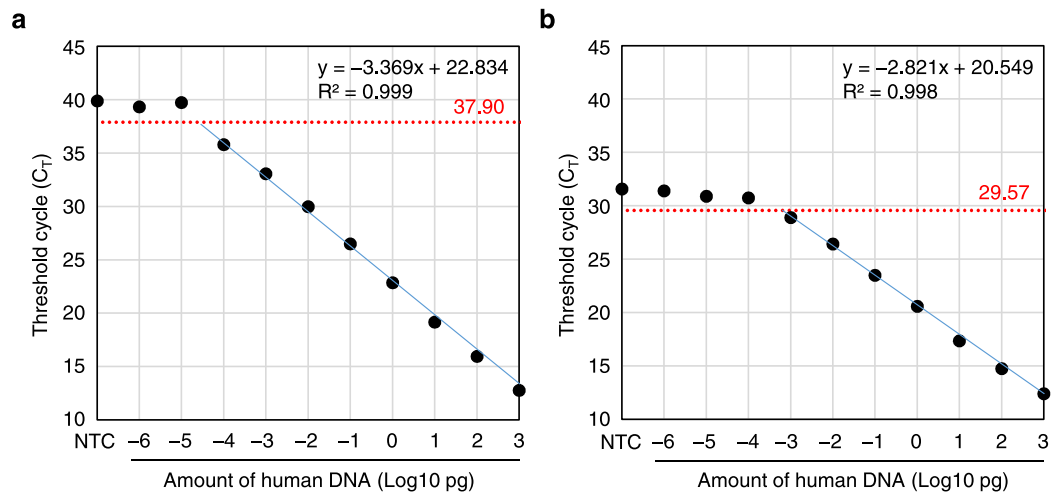 a
45
40
35
30
25
20
15
10
Threshold cycle (CT)
y = −3.369x + 22.834
R² = 0.999
37.90
NTC −6 −5 −4 −3 −2 −1 0 1 2 3
Amount of human DNA (Log10 pg)
b
45
40
35
30
25
20
15
10
Threshold cycle (CT)
y = −2.821x + 20.549
R² = 0.998
29.57
NTC −6 −5 −4 −3 −2 −1 0 1 2 3
Amount of human DNA (Log10 pg)